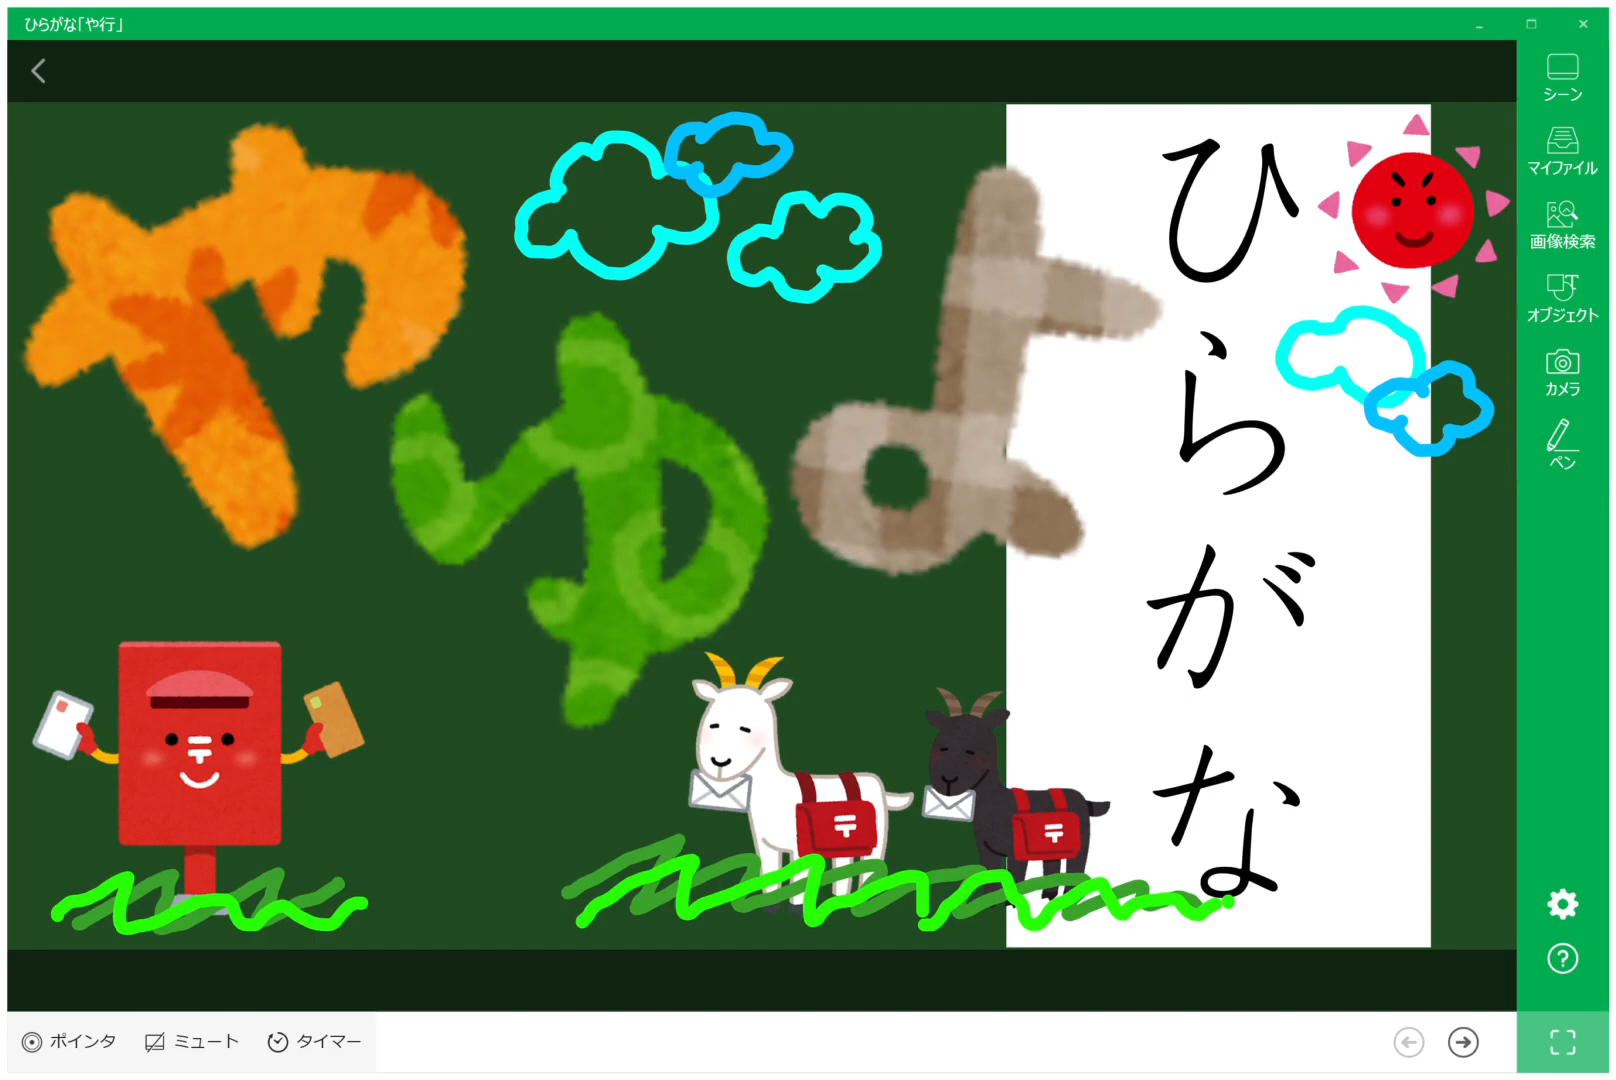 ひらがな「や行」
や
ゆ
よ
ひらがな
シーン
マイファイル
画像検索
オブジェクト
カメラ
ペン
〒
〒
〒
ポインタ
ミュート
タイマー